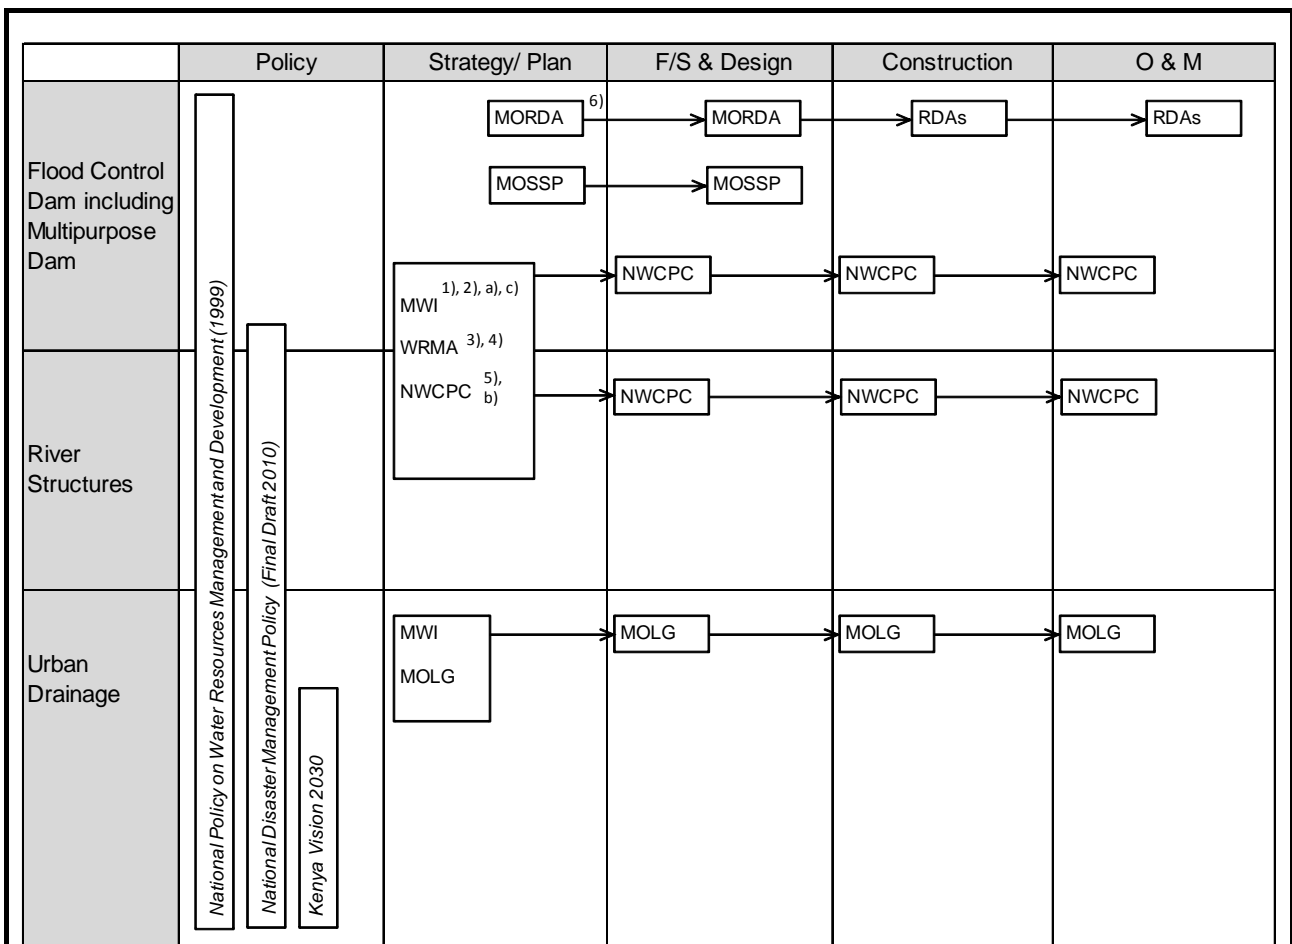 Policy
Strategy/ Plan
F/S & Design
Construction
O & M
Flood Control
Dam including
Multipurpose
Dam
River
Structures
Urban
Drainage
National Policy on Water Resources Management and Development (1999)
National Disaster Management Policy (Final Draft 2010)
Kenya Vision 2030
MORDA 6)
MORDA
RDAs
RDAs
MOSSP
MOSSP
MWI 1), 2), a), c)
WRMA 3), 4)
NWCPC 5),
b)
NWCPC
NWCPC
NWCPC
NWCPC
NWCPC
NWCPC
MWI
MOLG
MOLG
MOLG
MOLG